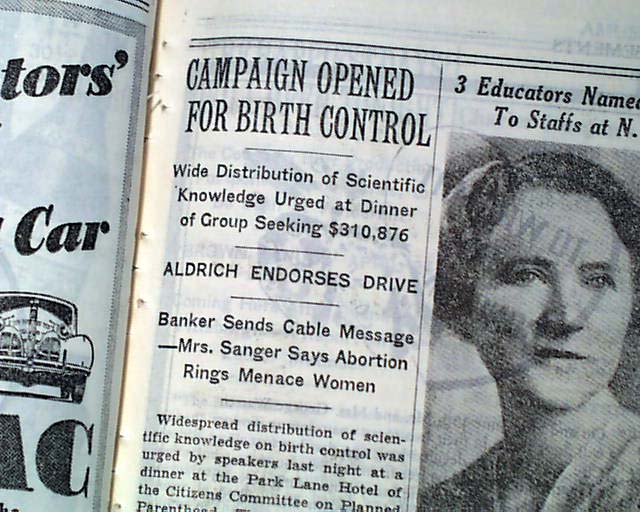 tors'
Car
AC
CAMPAIGN OPENED
FOR BIRTH CONTROL
Wide Distribution of Scientific
Knowledge Urged at Dinner
of Group Seeking $310,876
ALDRICH ENDORSES DRIVE
Banker Sends Cable Message
—Mrs. Sanger Says Abortion
Rings Menace Women
Widespread distribution of scien-
tific knowledge on birth control was
urged by speakers last night at a
dinner at the Park Lane Hotel of
the Citizens Committee on Planned
Parenthood
3 Educators Named
To Staffs at N.